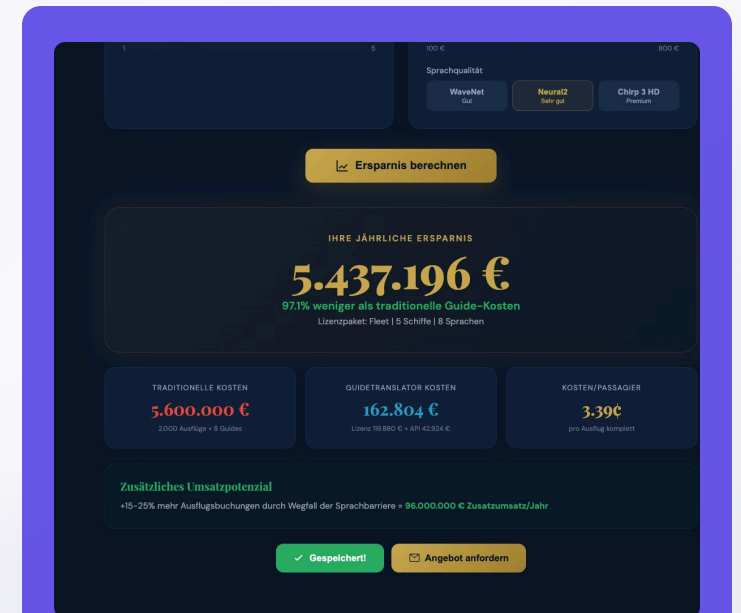 1 5
100 € 800 €
Sprachqualität
WaveNet Neural2 Chirp 3 HD
Gut Sehr gut Premium
Ersparnis berechnen
IHRE JÄHRLICHE ERSPARNIS
5.437.196 €
97.1% weniger als traditionelle Guide-Kosten
Lizenzpaket: Fleet | 5 Schiffe | 8 Sprachen
TRADITIONELLE KOSTEN
5.600.000 €
2.000 Ausflüge × 8 Guides
GUIDETRANSLATOR KOSTEN
162.804 €
Lizenz 119.880 € + API 42.924 €
KOSTEN/PASSAGIER
3.39¢
pro Ausflug komplett
Zusätzliches Umsatzpotenzial
+15-25% mehr Ausflugsbuchungen durch Wegfall der Sprachbarriere = 96.000.000 € Zusatzumsatz/Jahr
Gespeichert! Angebot anfordern